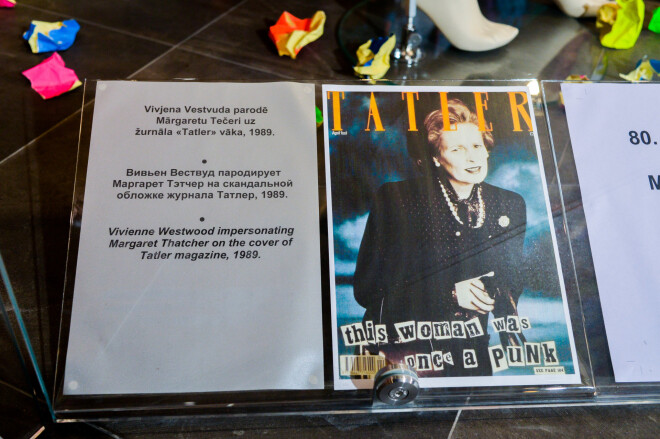 Vivjena Vestvuda parodē
Mārgaretu Tečeri uz
žurnāla «Tatler» vāka, 1989.
•
Вивьен Вествуд пародирует
Маргарет Тэтчер на скандальной
обложке журнала Татлер, 1989.
•
Vivienne Westwood impersonating
Margaret Thatcher on the cover of
Tatler magazine, 1989.
TATLER
this woman was
once a PUNK
80.
M